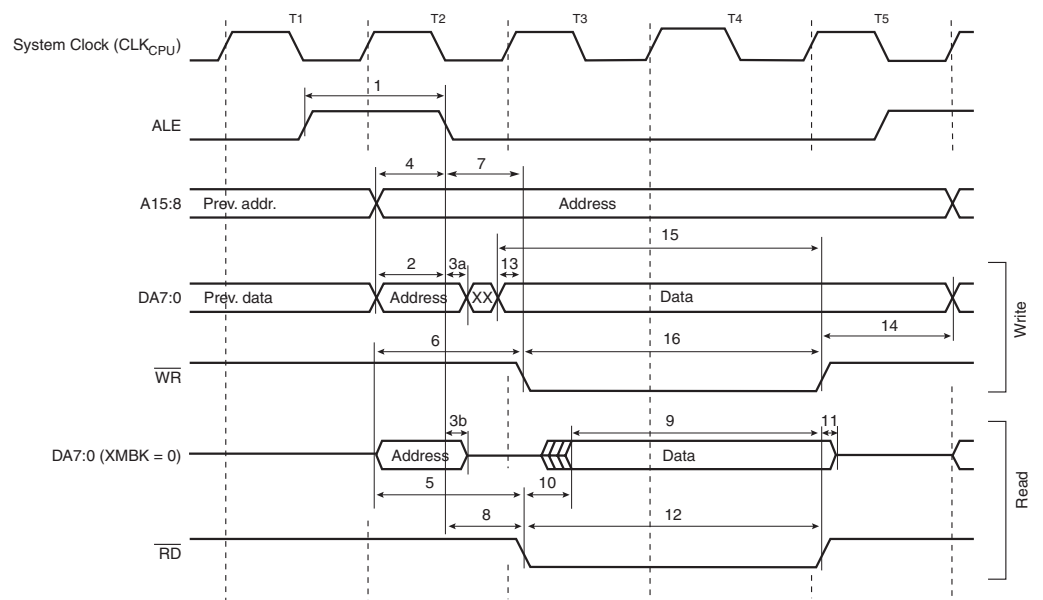 T1 T2 T3 T4 T5
System Clock (CLKCPU)
1
ALE
4 7
A15:8 Prev. addr. Address
15
2 3a 13
DA7:0 Prev. data Address XX Data
14
6 16
WR
Write
3b 9 11
DA7:0 (XMBK = 0) Address Data
5 10
8 12
RD
Read